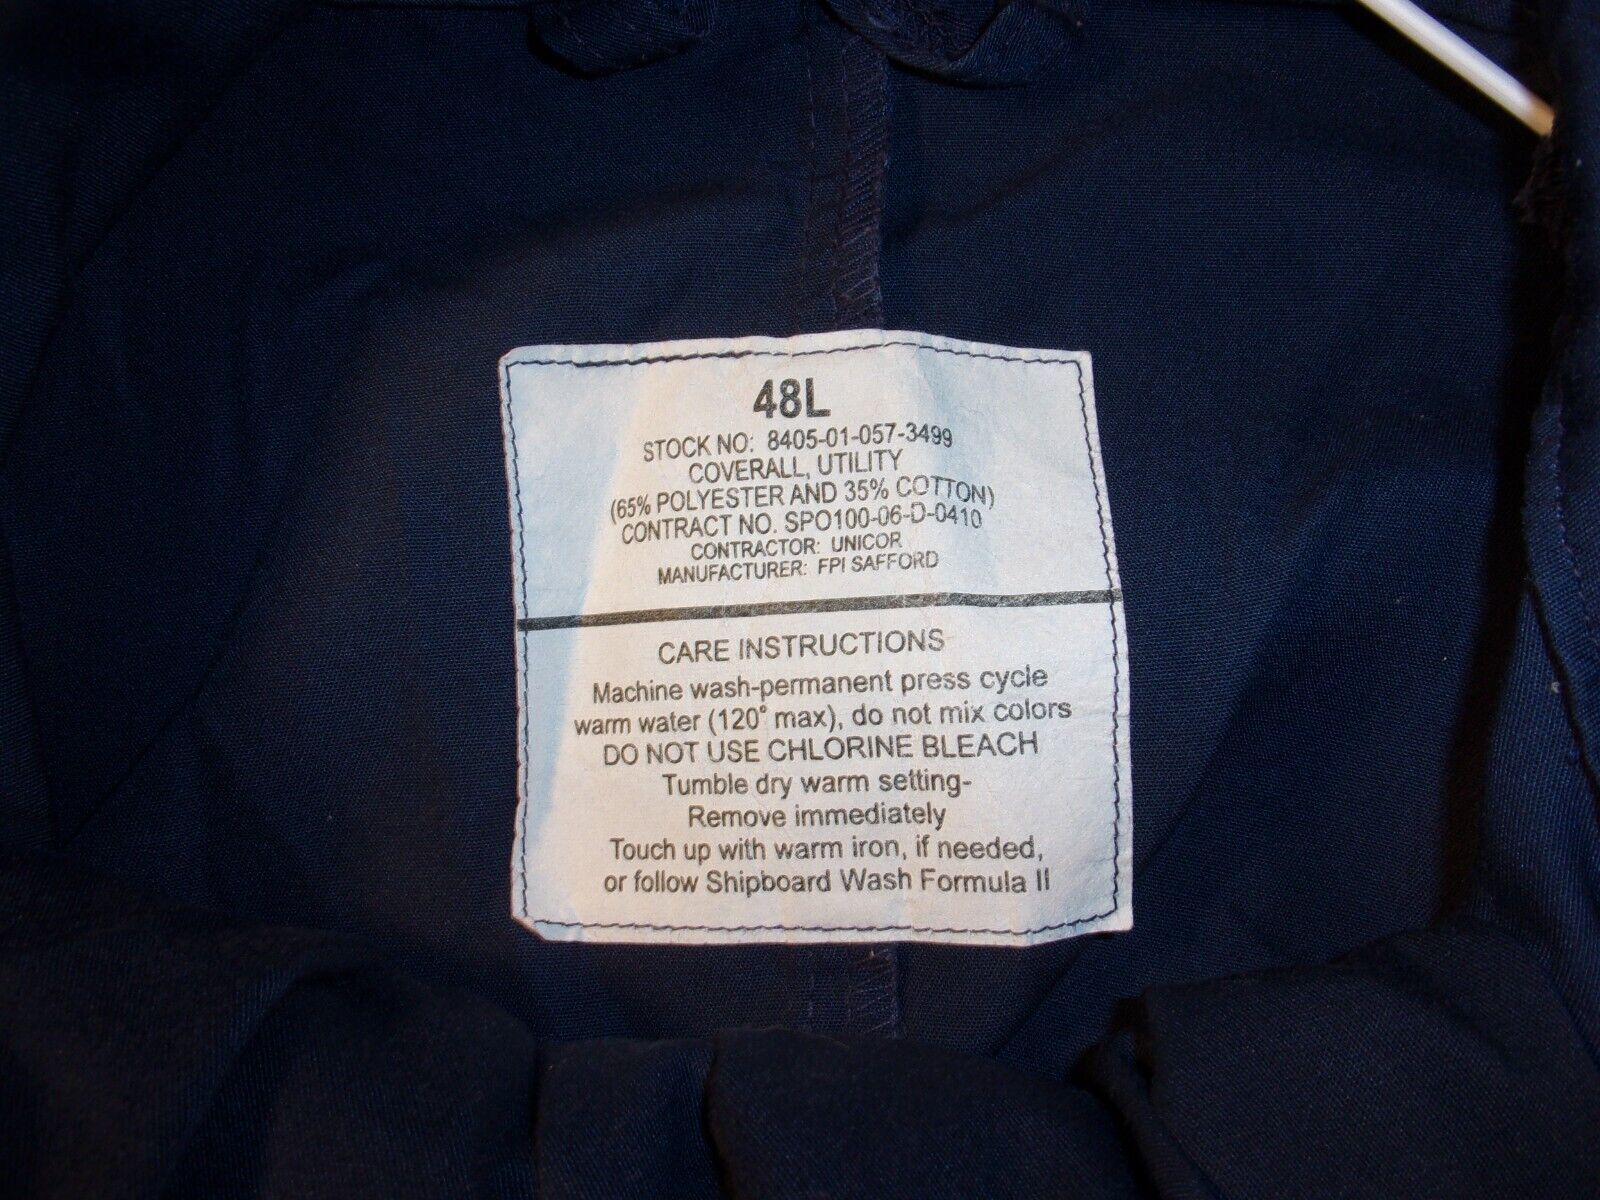 48L
STOCK NO: 8405-01-057-3499
COVERALL, UTILITY
(65% POLYESTER AND 35% COTTON)
CONTRACT NO. SPO100-06-D-0410
CONTRACTOR: UNICOR
MANUFACTURER: FPI SAFFORD
CARE INSTRUCTIONS
Machine wash-permanent press cycle
warm water (120° max), do not mix colors
DO NOT USE CHLORINE BLEACH
Tumble dry warm setting-
Remove immediately
Touch up with warm iron, if needed,
or follow Shipboard Wash Formula II